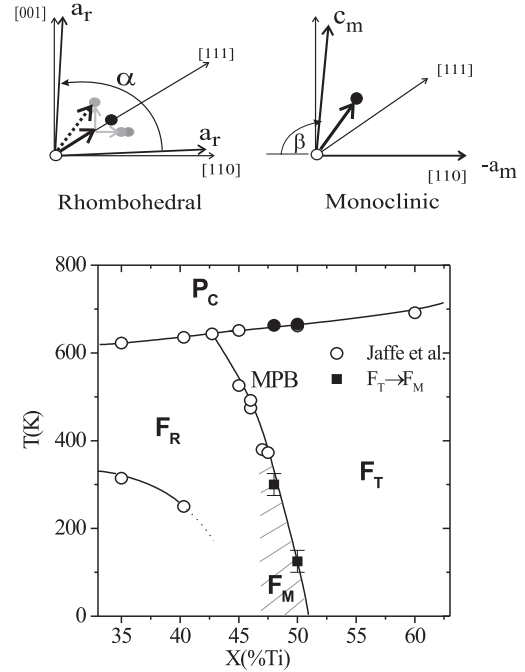 [001] a_r
[111]
α
a_r
[110]
Rhombohedral
c_m
[111]
β
[110] -a_m
Monoclinic
800
600
400
200
0
T(K)
P_C
Jaffe et al.
F_T→F_M
MPB
F_R
F_T
F_M
35 40 45 50 55 60
X(%Ti)